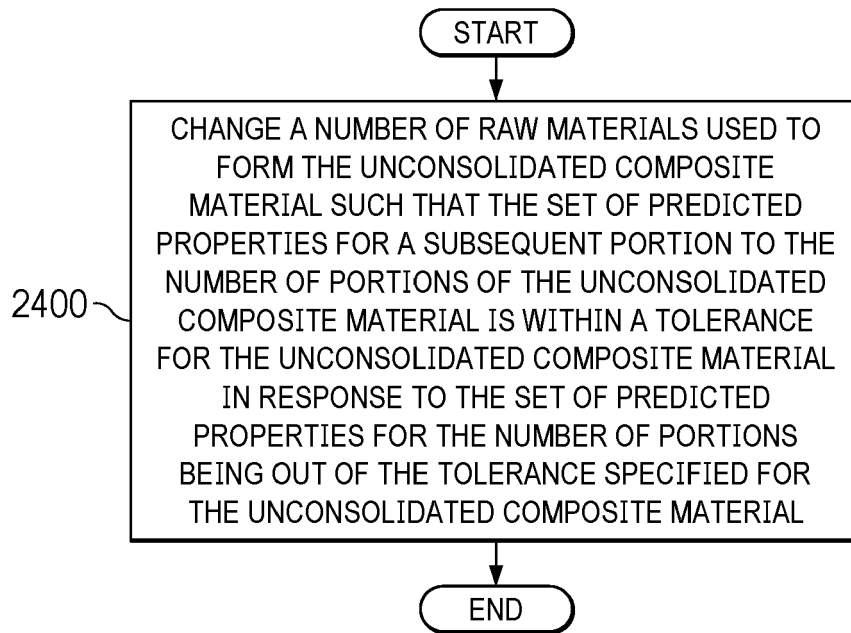 START
CHANGE A NUMBER OF RAW MATERIALS USED TO
FORM THE UNCONSOLIDATED COMPOSITE
MATERIAL SUCH THAT THE SET OF PREDICTED
PROPERTIES FOR A SUBSEQUENT PORTION TO THE
NUMBER OF PORTIONS OF THE UNCONSOLIDATED
COMPOSITE MATERIAL IS WITHIN A TOLERANCE
FOR THE UNCONSOLIDATED COMPOSITE MATERIAL
IN RESPONSE TO THE SET OF PREDICTED
PROPERTIES FOR THE NUMBER OF PORTIONS
BEING OUT OF THE TOLERANCE SPECIFIED FOR
THE UNCONSOLIDATED COMPOSITE MATERIAL
2400
END